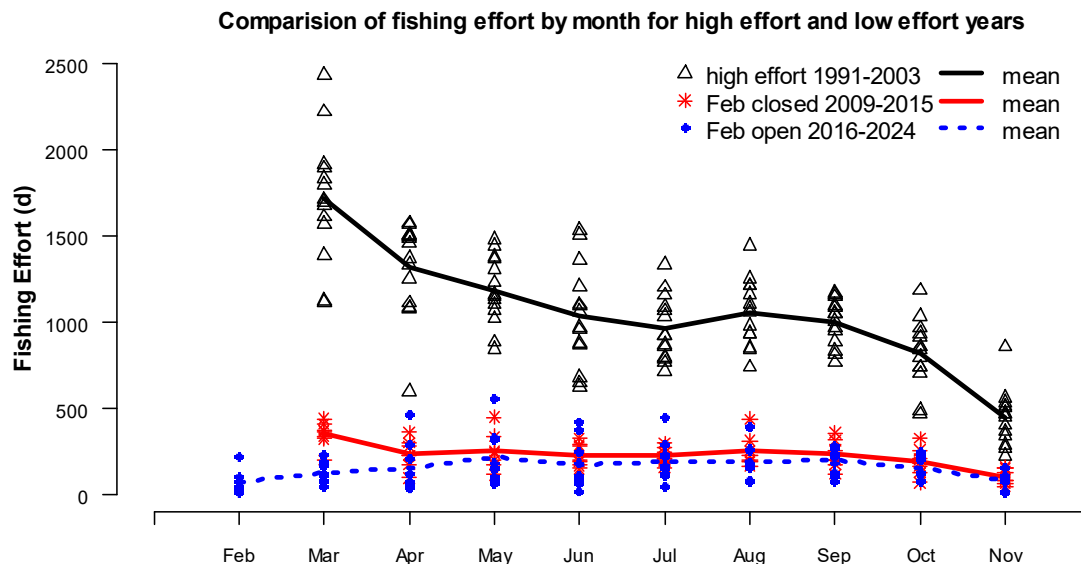 Comparision of fishing effort by month for high effort and low effort years
2500
2000
1500
1000
500
0
Fishing Effort (d)
high effort 1991-2003 mean
Feb closed 2009-2015 mean
Feb open 2016-2024 mean
Feb Mar Apr May Jun Jul Aug Sep Oct Nov